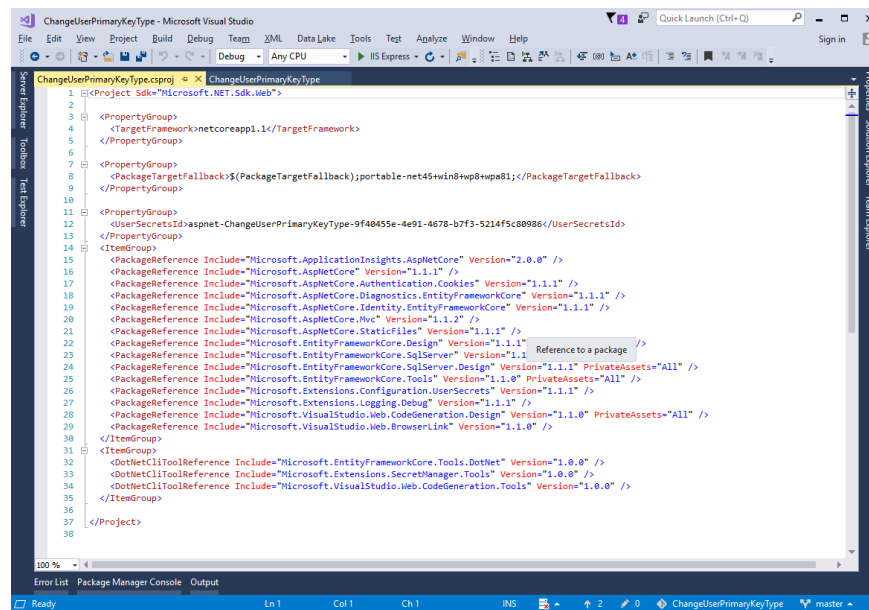 ChangeUserPrimaryKeyType - Microsoft Visual Studio
4
Quick Launch (Ctrl+Q)
File Edit View Project Build Debug Team XML Data Lake Tools Test Analyze Window Help
Sign in
Debug Any CPU IIS Express
ChangeUserPrimaryKeyType.csproj ChangeUserPrimaryKeyType
Server Explorer
Toolbox
Test Explorer
Properties
Solution Explorer
Team Explorer
1 <Project Sdk="Microsoft.NET.Sdk.Web">
2
3 <PropertyGroup>
4 <TargetFramework>netcoreapp1.1</TargetFramework>
5 </PropertyGroup>
6
7 <PropertyGroup>
8 <PackageTargetFallback>$(PackageTargetFallback);portable-net45+win8+wp8+wpa81;</PackageTargetFallback>
9 </PropertyGroup>
10
11 <PropertyGroup>
12 <UserSecretsId>aspnet-ChangeUserPrimaryKeyType-9f40455e-4e91-4678-b7f3-5214f5c80986</UserSecretsId>
13 </PropertyGroup>
14 <ItemGroup>
15 <PackageReference Include="Microsoft.ApplicationInsights.AspNetCore" Version="2.0.0" />
16 <PackageReference Include="Microsoft.AspNetCore" Version="1.1.1" />
17 <PackageReference Include="Microsoft.AspNetCore.Authentication.Cookies" Version="1.1.1" />
18 <PackageReference Include="Microsoft.AspNetCore.Diagnostics.EntityFrameworkCore" Version="1.1.1" />
19 <PackageReference Include="Microsoft.AspNetCore.Identity.EntityFrameworkCore" Version="1.1.1" />
20 <PackageReference Include="Microsoft.AspNetCore.Mvc" Version="1.1.2" />
21 <PackageReference Include="Microsoft.AspNetCore.StaticFiles" Version="1.1.1" />
22 <PackageReference Include="Microsoft.EntityFrameworkCore.Design" Version="1.1.1" />
23 <PackageReference Include="Microsoft.EntityFrameworkCore.SqlServer" Version="1.1
Reference to a package
24 <PackageReference Include="Microsoft.EntityFrameworkCore.SqlServer.Design" Version="1.1.1" PrivateAssets="All" />
25 <PackageReference Include="Microsoft.EntityFrameworkCore.Tools" Version="1.1.0" PrivateAssets="All" />
26 <PackageReference Include="Microsoft.Extensions.Configuration.UserSecrets" Version="1.1.1" />
27 <PackageReference Include="Microsoft.Extensions.Logging.Debug" Version="1.1.1" />
28 <PackageReference Include="Microsoft.VisualStudio.Web.CodeGeneration.Design" Version="1.1.0" PrivateAssets="All" />
29 <PackageReference Include="Microsoft.VisualStudio.Web.BrowserLink" Version="1.1.0" />
30 </ItemGroup>
31 <ItemGroup>
32 <DotNetCliToolReference Include="Microsoft.EntityFrameworkCore.Tools.DotNet" Version="1.0.0" />
33 <DotNetCliToolReference Include="Microsoft.Extensions.SecretManager.Tools" Version="1.0.0" />
34 <DotNetCliToolReference Include="Microsoft.VisualStudio.Web.CodeGeneration.Tools" Version="1.0.0" />
35 </ItemGroup>
36
37 </Project>
38
100 %
Error List Package Manager Console Output
Ready Ln 1 Col 1 Ch 1 INS 2 0 ChangeUserPrimaryKeyType master